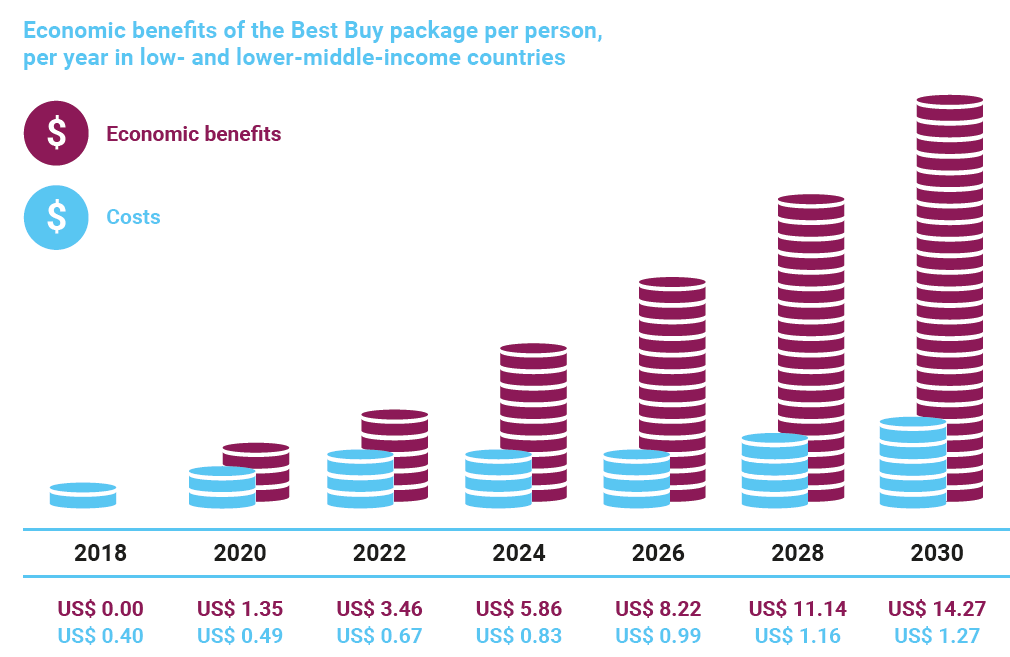 Economic benefits of the Best Buy package per person,
per year in low- and lower-middle-income countries
$ Economic benefits
$ Costs
2018 2020 2022 2024 2026 2028 2030
US$ 0.00 US$ 1.35 US$ 3.46 US$ 5.86 US$ 8.22 US$ 11.14 US$ 14.27
US$ 0.40 US$ 0.49 US$ 0.67 US$ 0.83 US$ 0.99 US$ 1.16 US$ 1.27